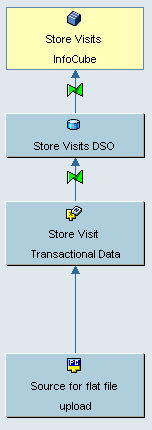 Store Visits
InfoCube
Store Visits DSO
Store Visit
Transactional Data
Source for flat file
upload